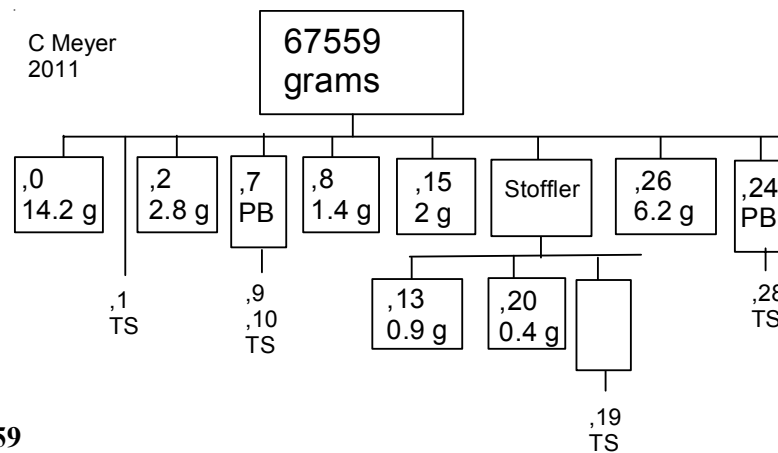 C Meyer
2011
67559
grams
,0
14.2 g
,2
2.8 g
,7
PB
,8
1.4 g
,15
2 g
Stoffler
,26
6.2 g
,24
PB
,1
TS
,9
,10
TS
,13
0.9 g
,20
0.4 g
,28
TS
,19
TS
59